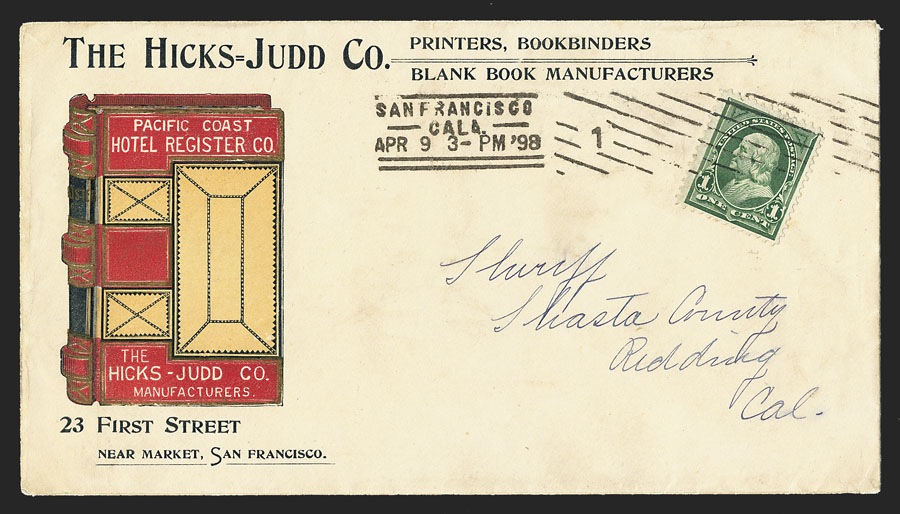 THE HICKS-JUDD CO.
PRINTERS, BOOKBINDERS
BLANK BOOK MANUFACTURERS
SAN FRANCISCO
CALA.
APR 9 3-PM '98
1
UNITED STATES POSTAGE
1 1
ONE CENT
PACIFIC COAST
HOTEL REGISTER CO.
THE
HICKS-JUDD CO.
MANUFACTURERS.
23 FIRST STREET
NEAR MARKET, SAN FRANCISCO.
Sheriff
Shasta County
Redding
Cal.